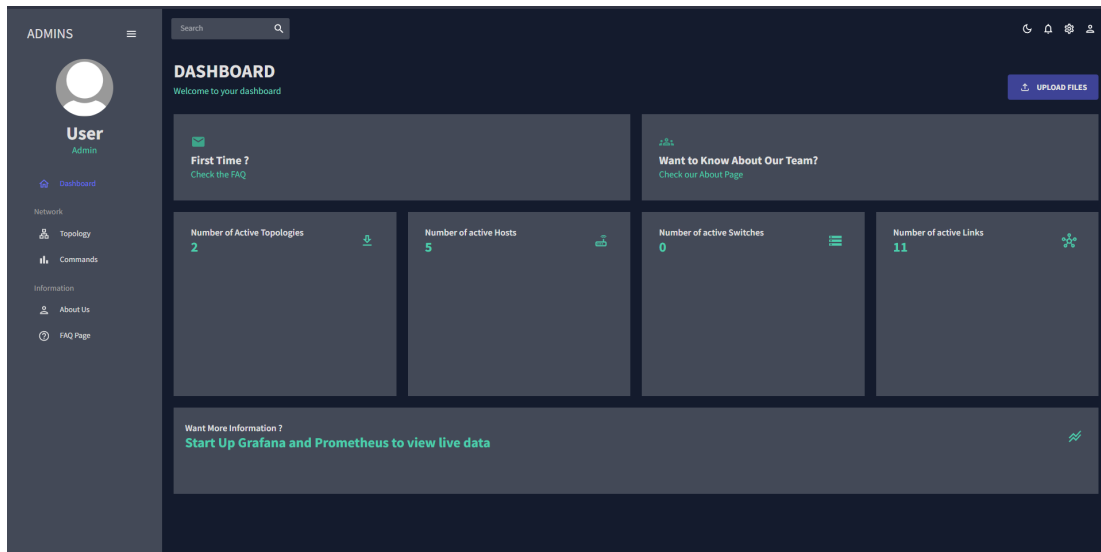 ADMINS
User
Admin
Dashboard
Network
Topology
Commands
Information
About Us
FAQ Page
Search
DASHBOARD
Welcome to your dashboard
UPLOAD FILES
First Time ?
Check the FAQ
Want to Know About Our Team?
Check our About Page
Number of Active Topologies
2
Number of active Hosts
5
Number of active Switches
0
Number of active Links
11
Want More Information ?
Start Up Grafana and Prometheus to view live data